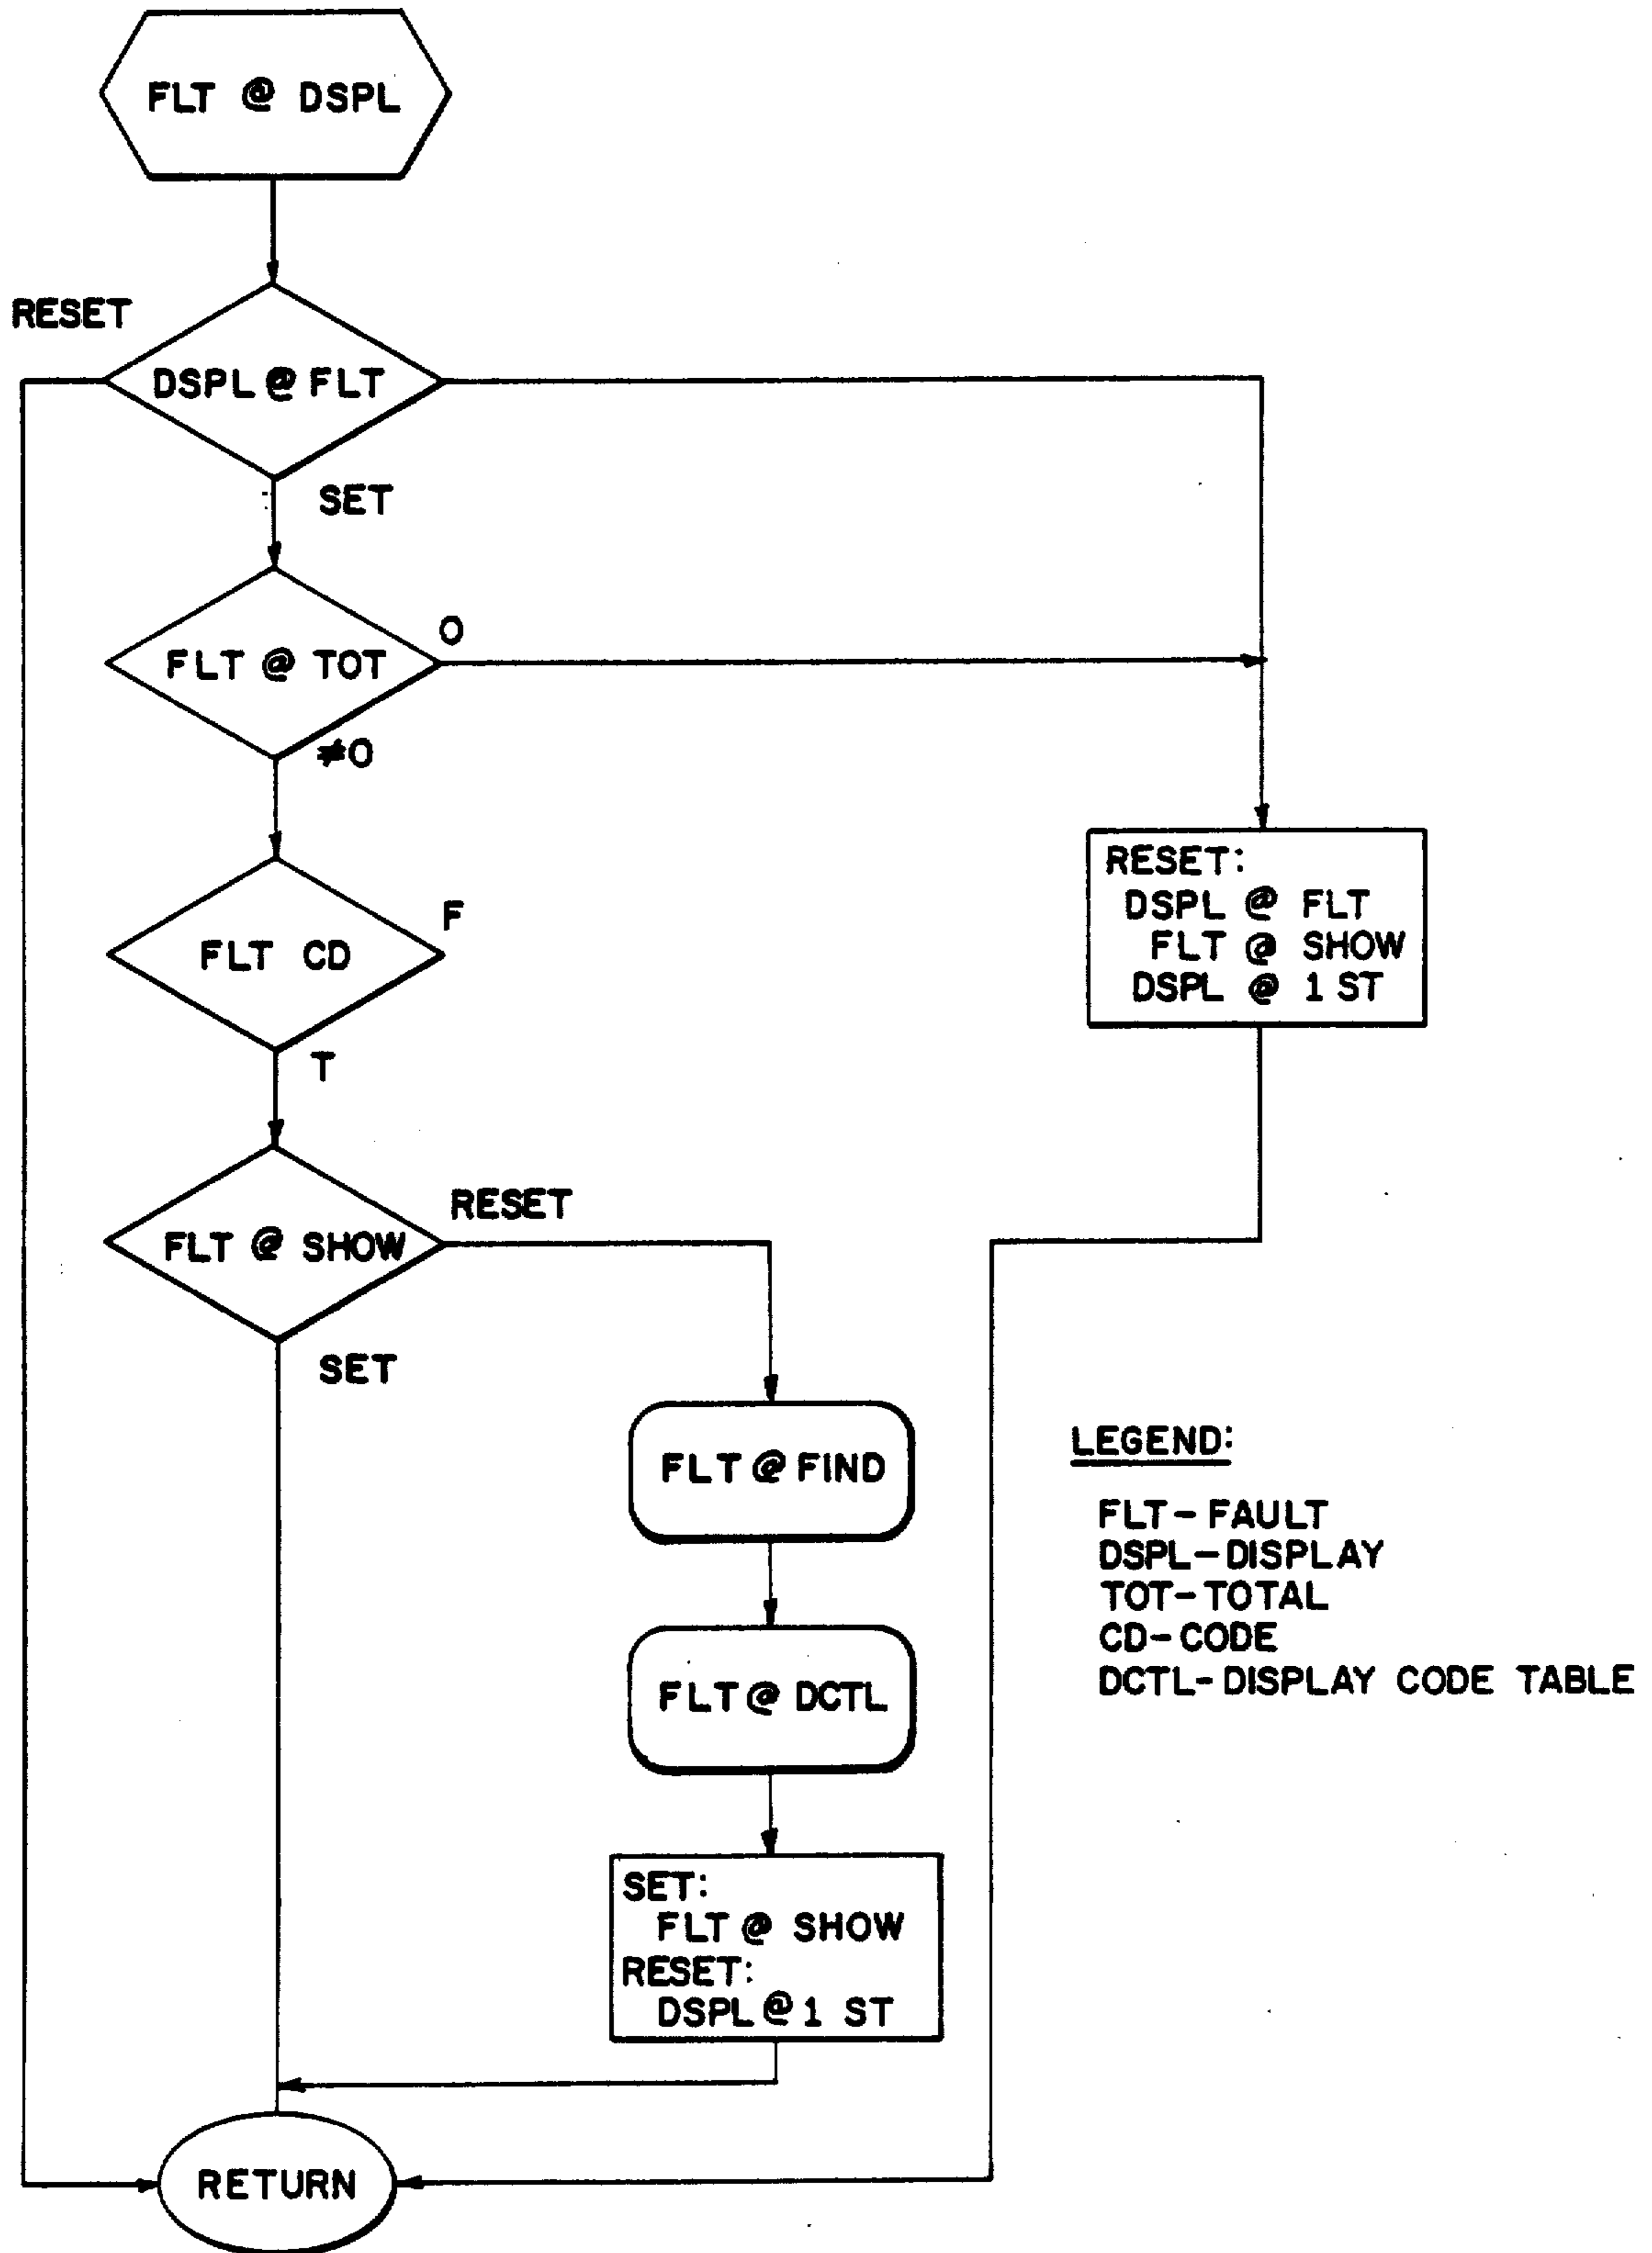 FLT @ DSPL
RESET
DSPL @ FLT
SET
FLT @ TOT
O
≠O
FLT CD
F
T
RESET:
DSPL @ FLT
FLT @ SHOW
DSPL @ 1 ST
FLT @ SHOW
RESET
SET
FLT @ FIND
FLT @ DCTL
SET:
FLT @ SHOW
RESET:
DSPL @ 1 ST
RETURN
LEGEND:
FLT - FAULT
DSPL - DISPLAY
TOT - TOTAL
CD - CODE
DCTL - DISPLAY CODE TABLE